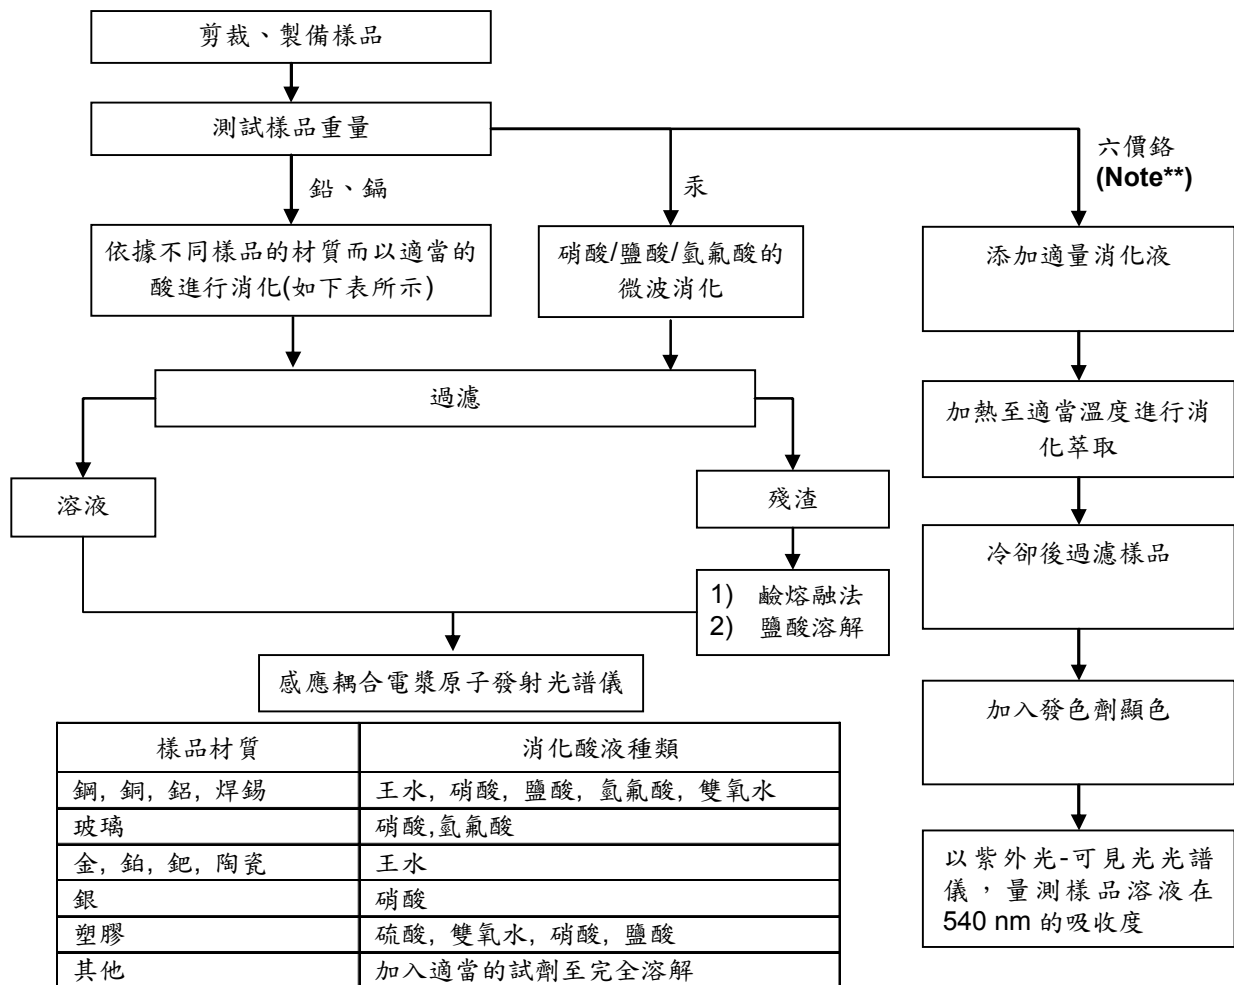 剪裁、製備樣品
測試樣品重量
鉛、鎘
汞
六價鉻
(Note**)
依據不同樣品的材質而以適當的
酸進行消化(如下表所示)
硝酸/鹽酸/氫氟酸的
微波消化
添加適量消化液
過濾
加熱至適當溫度進行消
化萃取
溶液
殘渣
冷卻後過濾樣品
1) 鹼熔融法
2) 鹽酸溶解
感應耦合電漿原子發射光譜儀
加入發色劑顯色
以紫外光-可見光光譜
儀，量測樣品溶液在
540 nm 的吸收度
樣品材質 消化酸液種類
鋼, 銅, 鋁, 焊錫 王水, 硝酸, 鹽酸, 氫氟酸, 雙氧水
玻璃 硝酸,氫氟酸
金, 鉑, 鈀, 陶瓷 王水
銀 硝酸
塑膠 硫酸, 雙氧水, 硝酸, 鹽酸
其他 加入適當的試劑至完全溶解